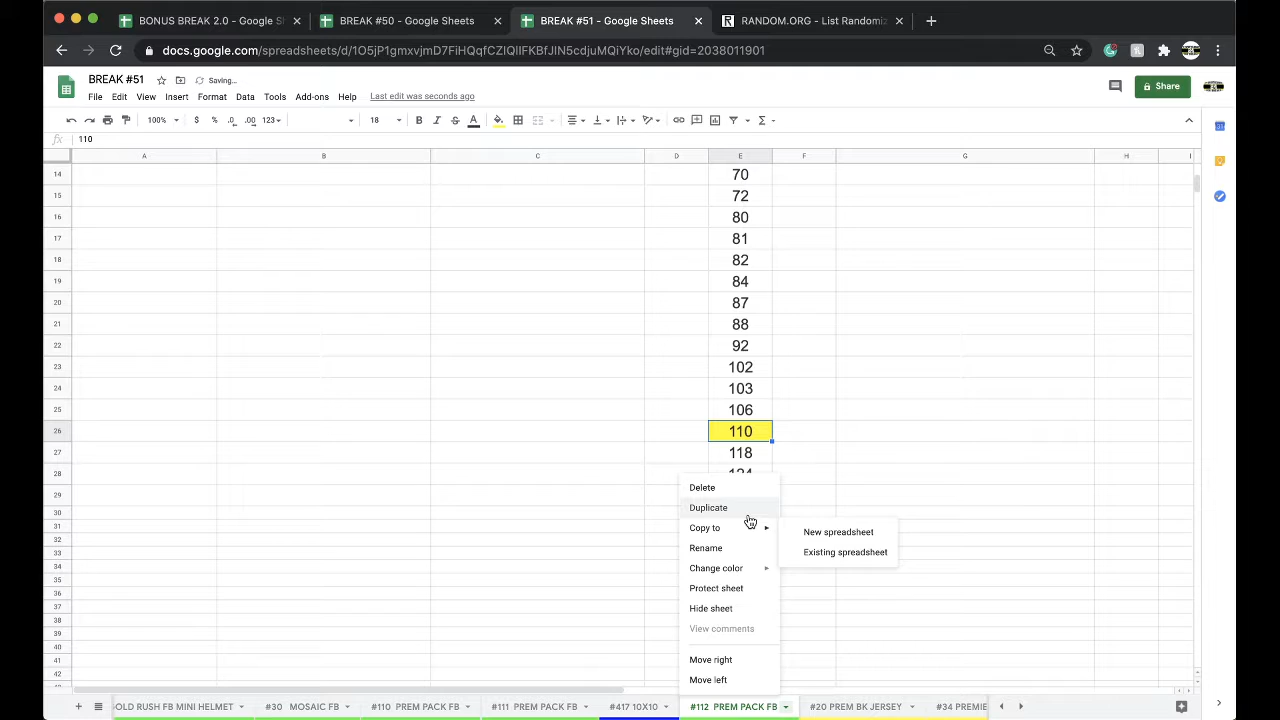 BONUS BREAK 2.0 - Google S
BREAK #50 - Google Sheets
BREAK #51 - Google Sheets
RANDOM.ORG - List Randomiz
docs.google.com/spreadsheets/d/1O5jP1gmxvjmD7FiHQqfCZIQIIFKBfJIN5cdjuMQiYko/edit#gid=2038011901
BREAK #51
Saving...
File Edit View Insert Format Data Tools Add-ons Help Last edit was seconds ago
Share
100% $ % .0 .00 123 18 B I S A
fx 110
A B C D E F G H I
14 70
15 72
16 80
17 81
18 82
19 84
20 87
21 88
22 92
23 102
24 103
25 106
26 110
27 118
28
29
30
31
32
33
34
35
36
37
38
39
40
41
42
Delete
Duplicate
Copy to
New spreadsheet
Existing spreadsheet
Rename
Change color
Protect sheet
Hide sheet
View comments
Move right
Move left
OLD RUSH FB MINI HELMET #30 MOSAIC FB #110 PREM PACK FB #111 PREM PACK FB #417 10X10 #112 PREM PACK FB #20 PREM BK JERSEY #34 PREMIE